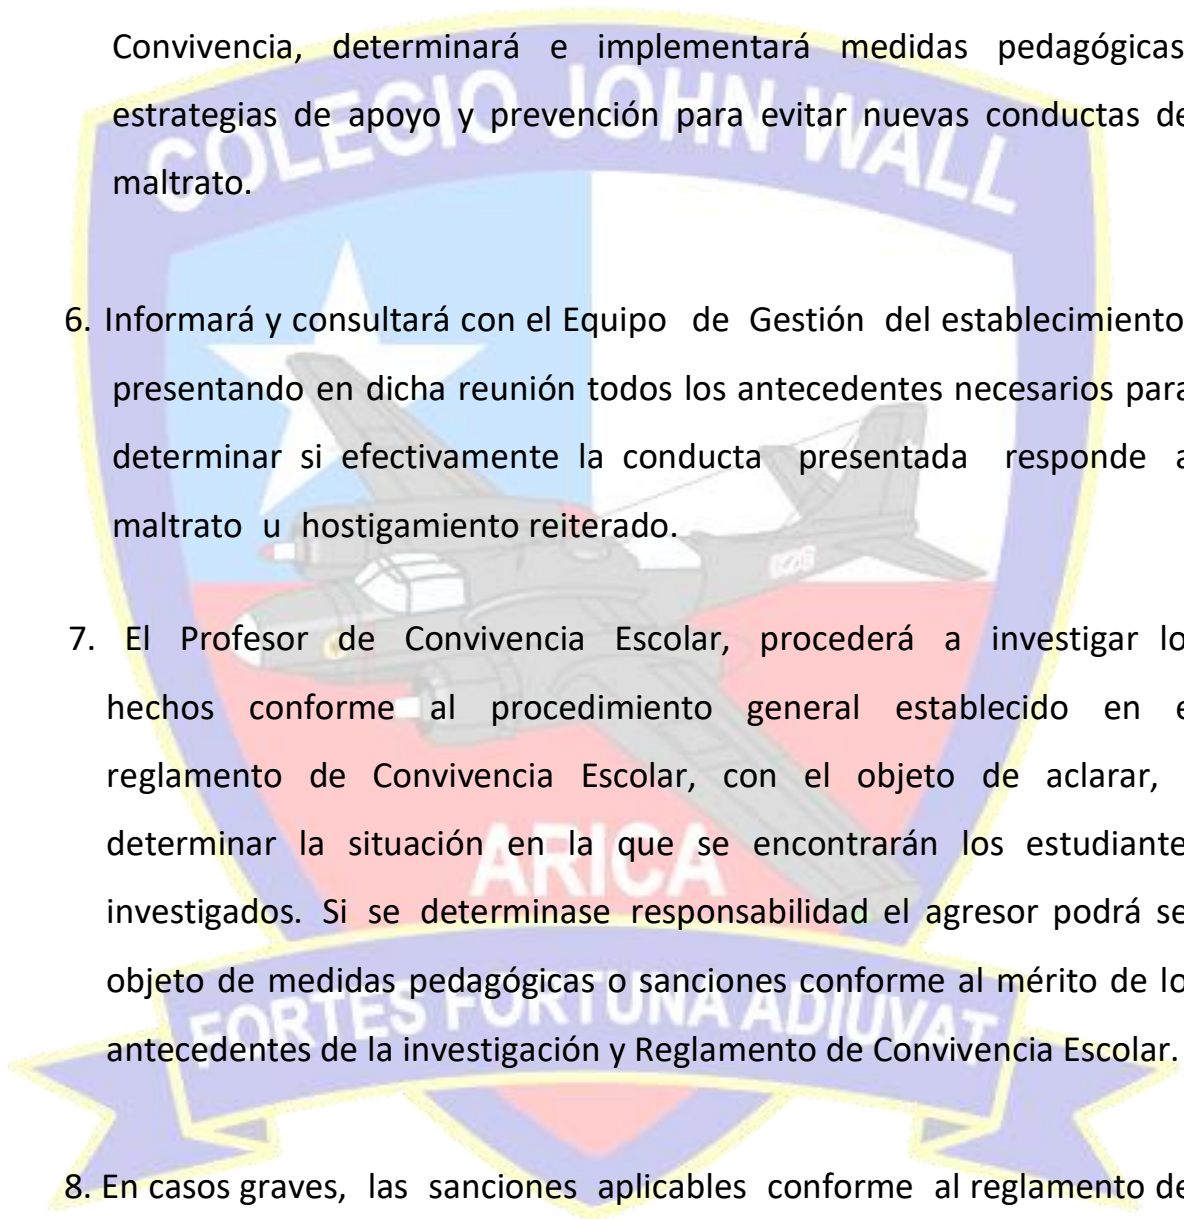 Convivencia, determinará e implementará medidas pedagógicas
estrategias de apoyo y prevención para evitar nuevas conductas de
maltrato.
6. Informará y consultará con el Equipo de Gestión del establecimiento
presentando en dicha reunión todos los antecedentes necesarios para
determinar si efectivamente la conducta presentada responde a
maltrato u hostigamiento reiterado.
7. El Profesor de Convivencia Escolar, procederá a investigar lo
hechos conforme al procedimiento general establecido en e
reglamento de Convivencia Escolar, con el objeto de aclarar,
determinar la situación en la que se encontrarán los estudiante
investigados. Si se determinase responsabilidad el agresor podrá se
objeto de medidas pedagógicas o sanciones conforme al mérito de lo
antecedentes de la investigación y Reglamento de Convivencia Escolar.
8. En casos graves, las sanciones aplicables conforme al reglamento de
COLEGIO JOHN WALL
ARICA
FORTES FORTUNA ADIUVAT